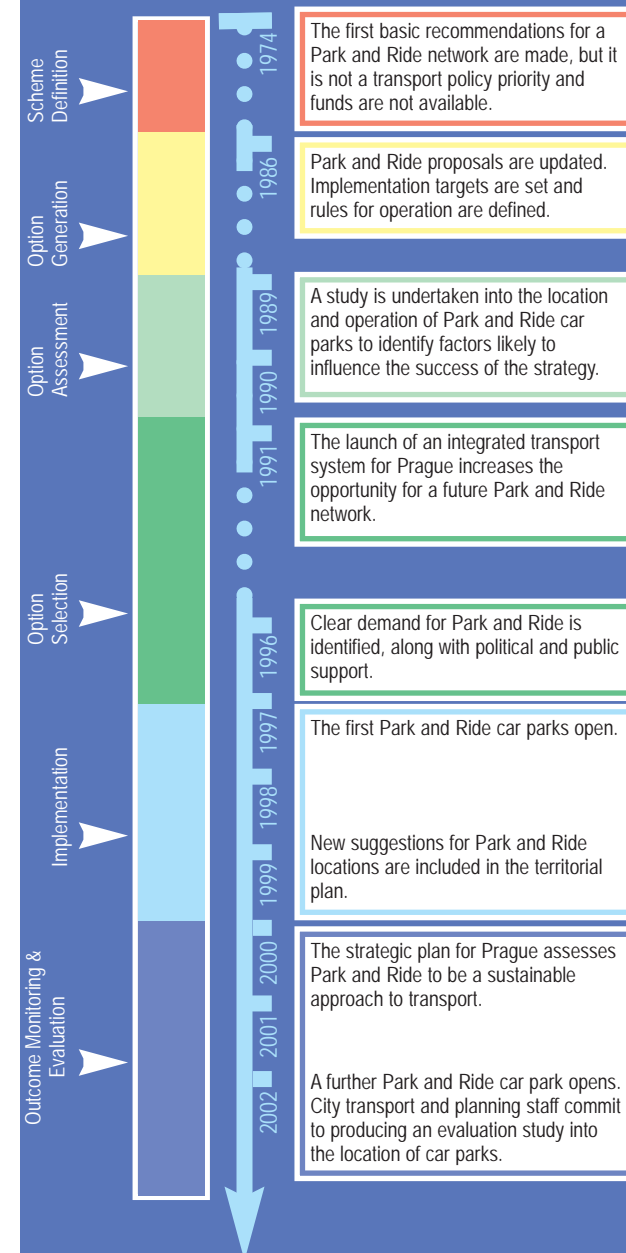 Scheme
Definition
1974
The first basic recommendations for a
Park and Ride network are made, but it
is not a transport policy priority and
funds are not available.
Option
Generation
1986
Park and Ride proposals are updated.
Implementation targets are set and
rules for operation are defined.
Option
Assessment
1989
1990
A study is undertaken into the location
and operation of Park and Ride car
parks to identify factors likely to
influence the success of the strategy.
Option
Selection
1991
The launch of an integrated transport
system for Prague increases the
opportunity for a future Park and Ride
network.
1996
Clear demand for Park and Ride is
identified, along with political and public
support.
Implementation
1997
The first Park and Ride car parks open.
1998
1999
New suggestions for Park and Ride
locations are included in the territorial
plan.
Outcome Monitoring &
Evaluation
2000
The strategic plan for Prague assesses
Park and Ride to be a sustainable
approach to transport.
2001
2002
A further Park and Ride car park opens.
City transport and planning staff commit
to producing an evaluation study into
the location of car parks.